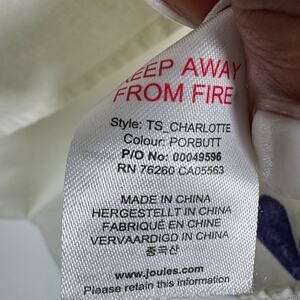 KEEP AWAY
FROM FIRE
Style: TS_CHARLOTTE
Colour: PORBUTT
P/O No: 00049596
RN 76260 CA05563
MADE IN CHINA
HERGESTELLT IN CHINA
FABRIQUÉ EN CHINE
VERVAARDIGD IN CHINA
중국산
www.joules.com
Please retain this information